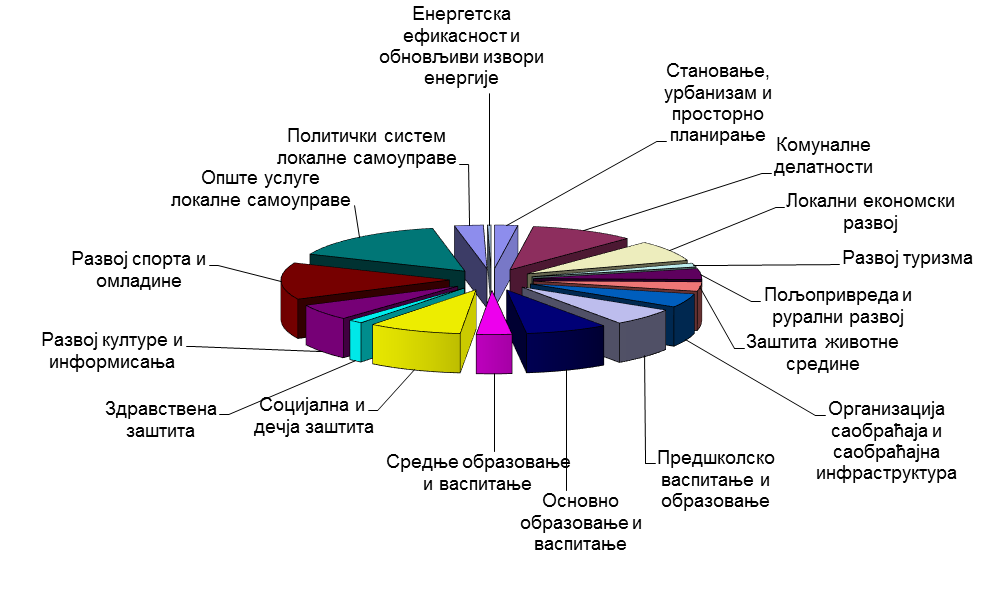 Енергетска
ефикасност и
обновљиви извори
енергије
Становање,
урбанизам и
просторно
планирање
Комуналне
делатности
Локални економски
развој
Развој туризма
Пољопривреда и
рурални развој
Заштита животне
средине
Организација
саобраћаја и
саобраћајна
инфраструктура
Предшколско
васпитање и
образовање
Основно
образовање и
васпитање
Средње образовање
и васпитање
Социјална и
дечја заштита
Здравствена
заштита
Развој културе и
информисања
Развој спорта и
омладине
Опште услуге
локалне самоуправе
Политички систем
локалне самоуправе